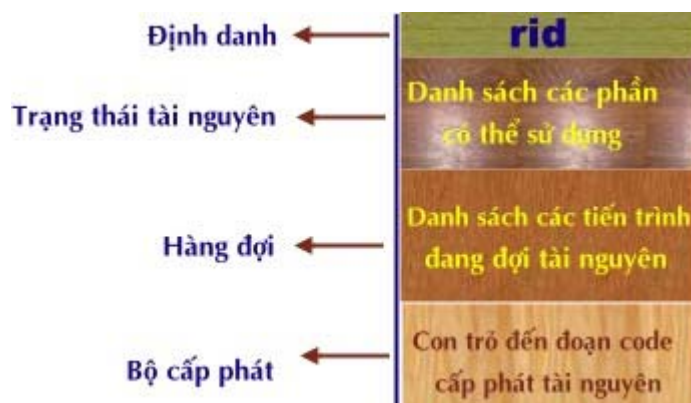 Định danh
rid
Trạng thái tài nguyên
Danh sách các phần
có thể sử dụng
Hàng đợi
Danh sách các tiến trình
đang đợi tài nguyên
Bộ cấp phát
Con trỏ đến đoạn code
cấp phát tài nguyên